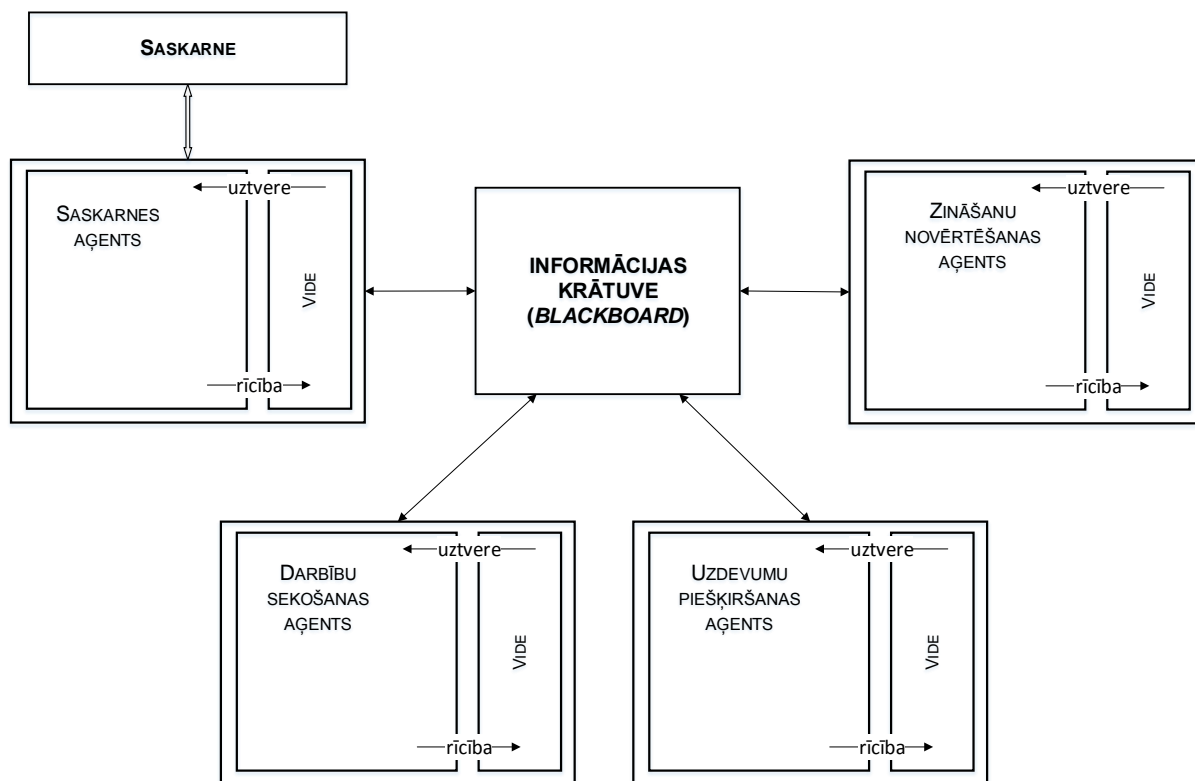 SASKARNE
uztvere
SASKARNES
AĢENTS
VIDE
rīcība
INFORMĀCIJAS
KRĀTUVE
(BLACKBOARD)
uztvere
ZINĀŠANU
NOVĒRTĒŠANAS
AĢENTS
VIDE
rīcība
uztvere
DARBĪBU
SEKOŠANAS
AĢENTS
VIDE
rīcība
uztvere
UZDEVUMU
PIEŠĶIRŠANAS
AĢENTS
VIDE
rīcība